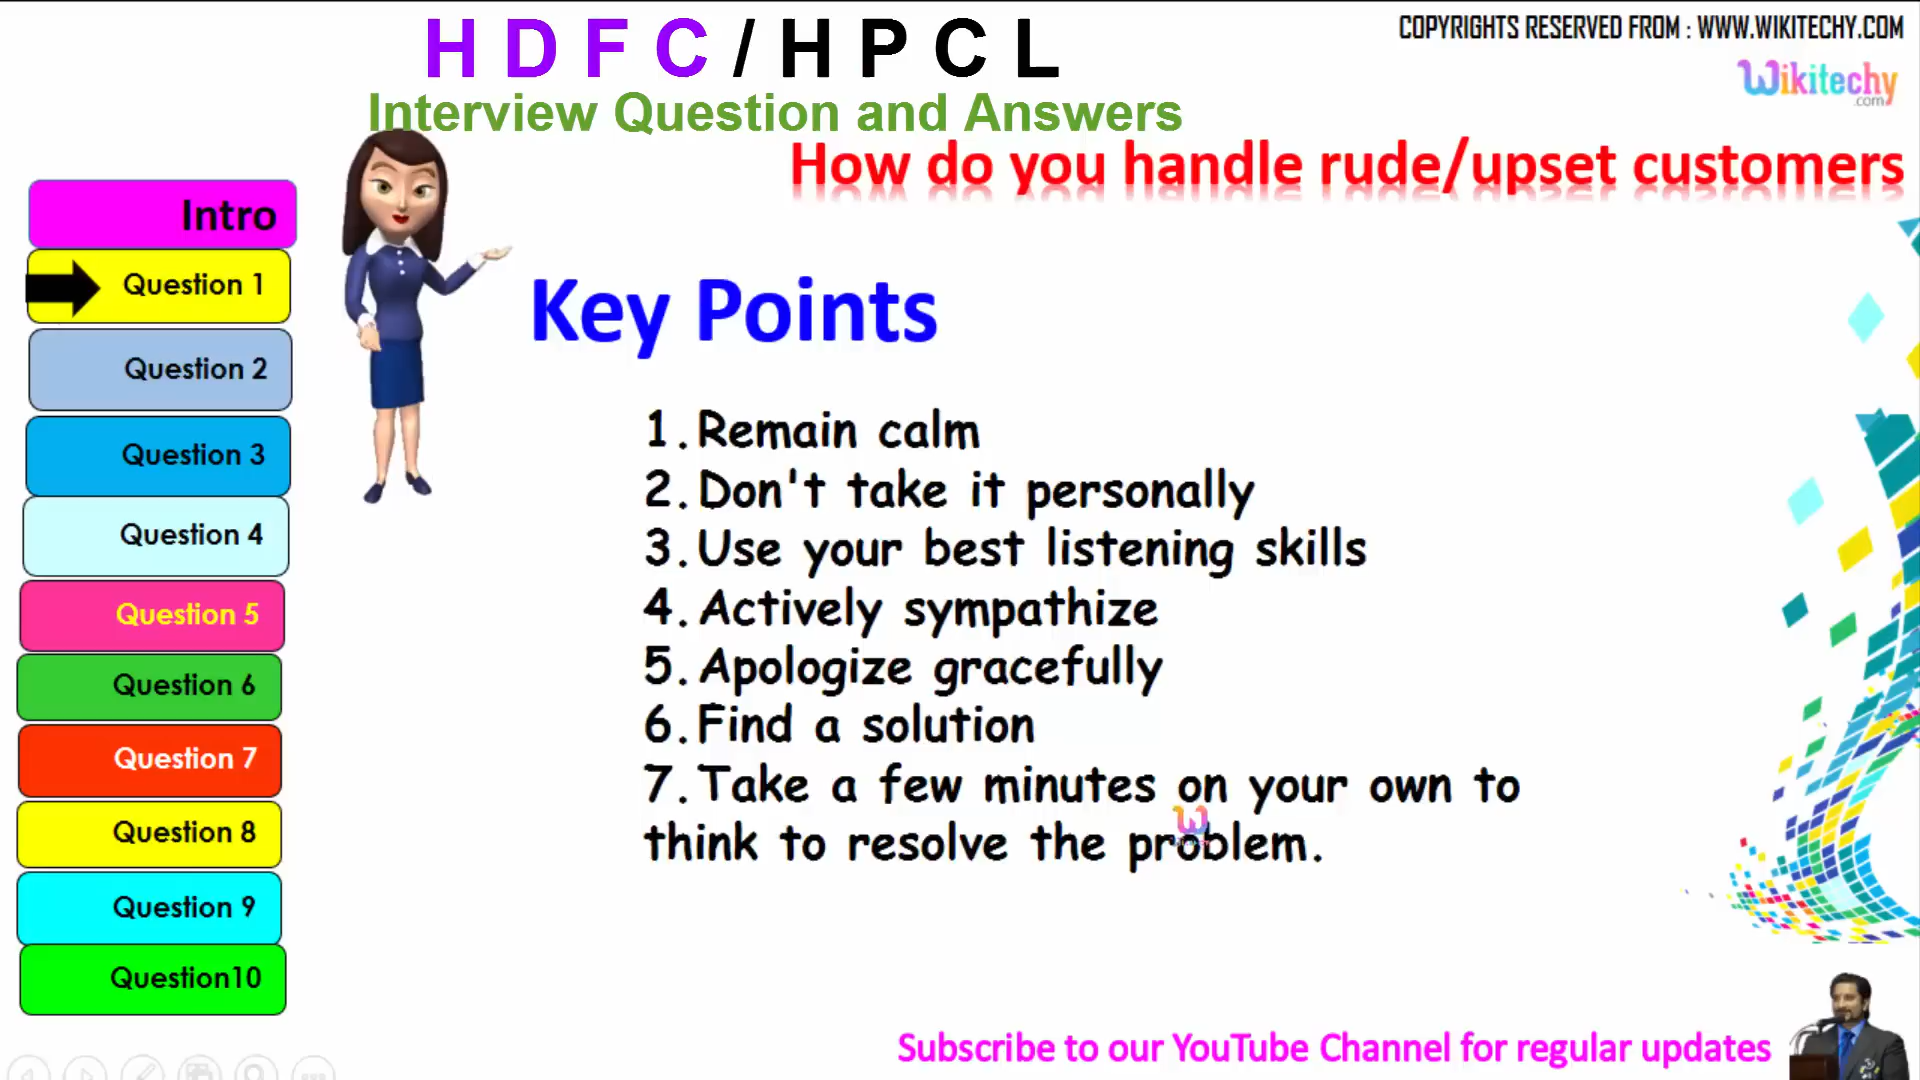 H D F C / H P C L
COPYRIGHTS RESERVED FROM : WWW.WIKITECHY.COM
Wikitechy
.com
Interview Question and Answers
How do you handle rude/upset customers
Intro
Question 1
Question 2
Question 3
Question 4
Question 5
Question 6
Question 7
Question 8
Question 9
Question10
Key Points
1. Remain calm
2. Don't take it personally
3. Use your best listening skills
4. Actively sympathize
5. Apologize gracefully
6. Find a solution
7. Take a few minutes on your own to
think to resolve the problem.
W
Subscribe to our YouTube Channel for regular updates